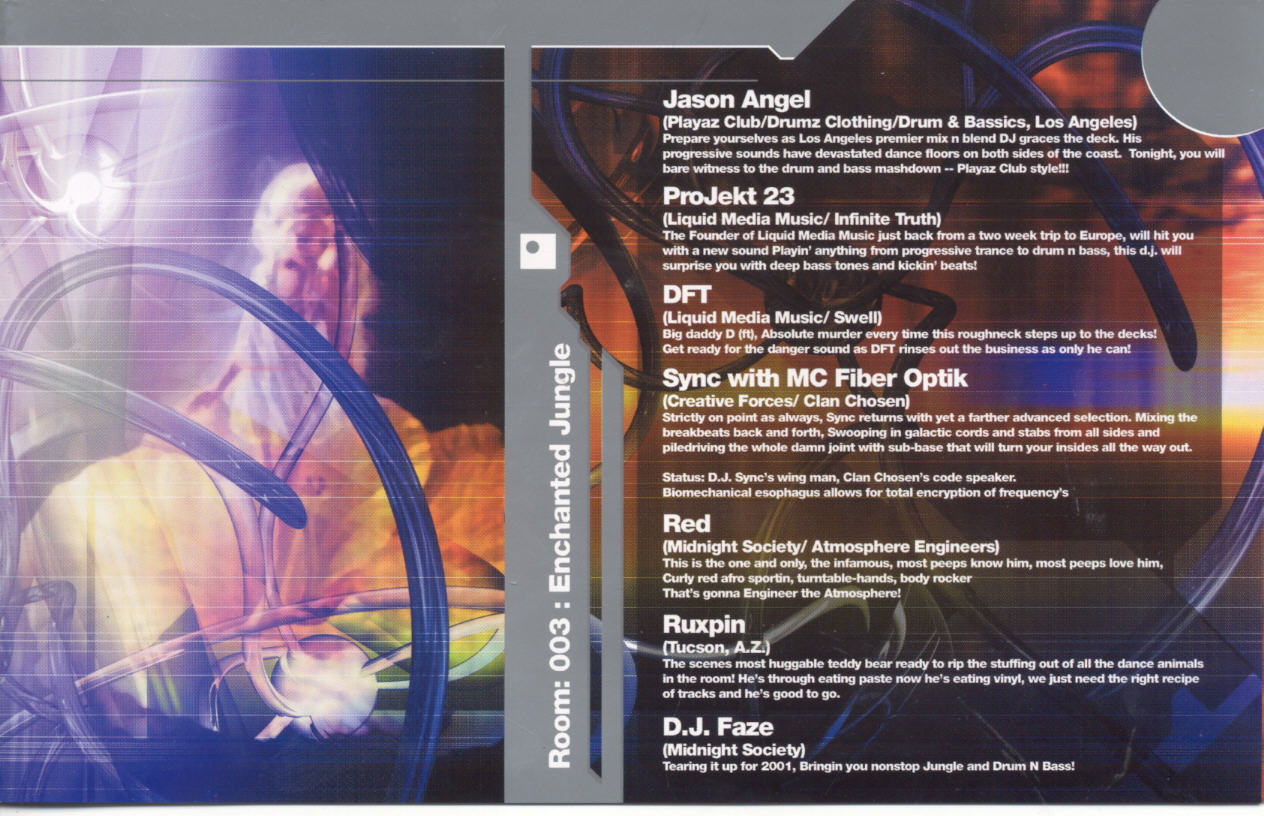 Room: 003 : Enchanted Jungle
Jason Angel
(Playaz Club/Drumz Clothing/Drum & Bassics, Los Angeles)
Prepare yourselves as Los Angeles premier mix n blend DJ graces the deck. His
progressive sounds have devastated dance floors on both sides of the coast. Tonight, you will
bare witness to the drum and bass mashdown -- Playaz Club style!!!
ProJekt 23
(Liquid Media Music/ Infinite Truth)
The Founder of Liquid Media Music just back from a two week trip to Europe, will hit you
with a new sound Playin' anything from progressive trance to drum n bass, this d.j. will
surprise you with deep bass tones and kickin' beats!
DFT
(Liquid Media Music/ Swell)
Big daddy D (ft), Absolute murder every time this roughneck steps up to the decks!
Get ready for the danger sound as DFT rinses out the business as only he can!
Sync with MC Fiber Optik
(Creative Forces/ Clan Chosen)
Strictly on point as always, Sync returns with yet a farther advanced selection. Mixing the
breakbeats back and forth, Swooping in galactic cords and stabs from all sides and
piledriving the whole damn joint with sub-base that will turn your insides all the way out.
Status: D.J. Sync's wing man, Clan Chosen's code speaker.
Biomechanical esophagus allows for total encryption of frequency's
Red
(Midnight Society/ Atmosphere Engineers)
This is the one and only, the infamous, most peeps know him, most peeps love him,
Curly red afro sportin, turntable-hands, body rocker
That's gonna Engineer the Atmosphere!
Ruxpin
(Tucson, A.Z.)
The scenes most huggable teddy bear ready to rip the stuffing out of all the dance animals
in the room! He's through eating paste now he's eating vinyl, we just need the right recipe
of tracks and he's good to go.
D.J. Faze
(Midnight Society)
Tearing it up for 2001, Bringin you nonstop Jungle and Drum N Bass!